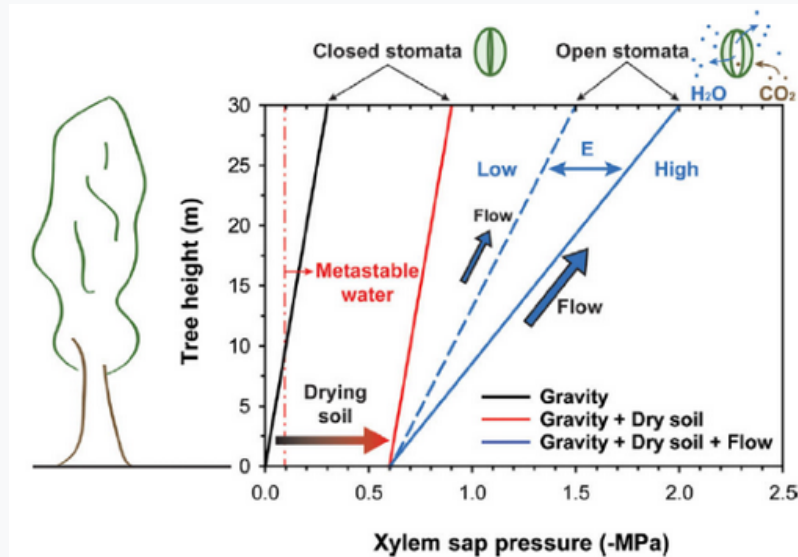 Closed stomata
Open stomata
H₂O
CO₂
30
25
20
15
10
5
0
Tree height (m)
Low
E
High
Flow
Metastable
water
Flow
Drying
soil
Gravity
Gravity + Dry soil
Gravity + Dry soil + Flow
0.0
0.6
1.0
1.5
2.0
2.5
Xylem sap pressure (-MPa)